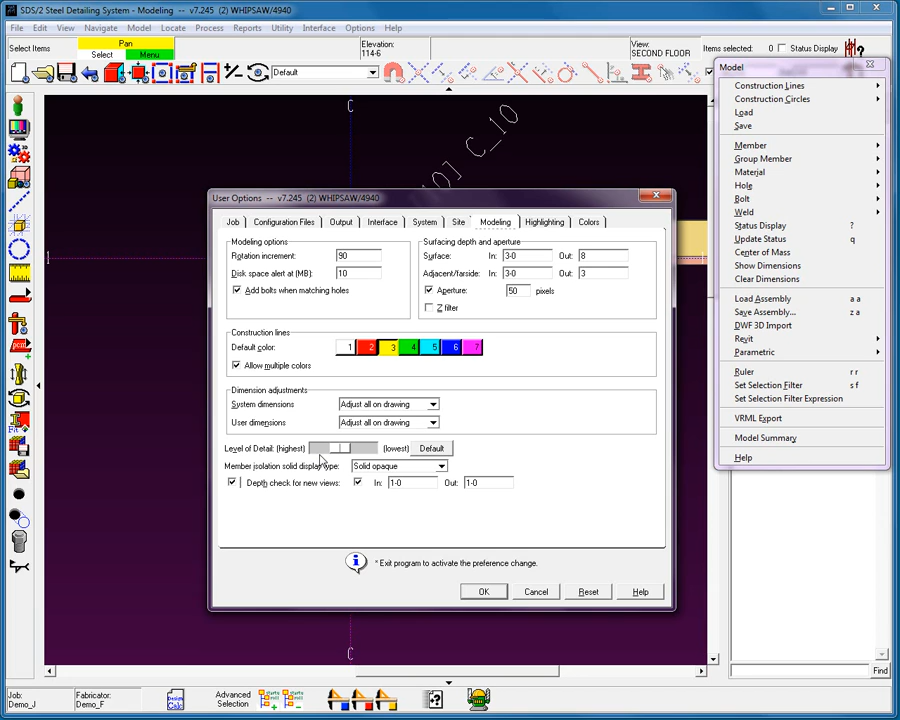 SDS/2 Steel Detailing System - Modeling -- v7.245 (2) WHIPSAW/4940
File Edit View Navigate Model Locate Process Reports Utility Interface Options Help
Select Items
Pan
Select Menu
Elevation:
114-6
View:
SECOND FLOOR
Items selected: 0 Status Display
Default
Model
Construction Lines
Construction Circles
Load
Save
Member
Group Member
Material
Hole
Bolt
Weld
Status Display ?
Update Status q
Center of Mass
Show Dimensions
Clear Dimensions
Load Assembly a a
Save Assembly... z a
DWF 3D Import
Revit
Parametric
Ruler r r
Set Selection Filter s f
Set Selection Filter Expression
VRML Export
Model Summary
Help
C
C_10
User Options -- v7.245 (2) WHIPSAW/4940
Job Configuration Files Output Interface System Site Modeling Highlighting Colors
Modeling options
Rotation increment: 90
Disk space alert at (MB): 10
Add bolts when matching holes
Surfacing depth and aperture
Surface: In: 3-0 Out: 8
Adjacent/farside: In: 3-0 Out: 3
Aperture: 50 pixels
Z filter
Construction lines
Default color: 1 2 3 4 5 6 7
Allow multiple colors
Dimension adjustments
System dimensions Adjust all on drawing
User dimensions Adjust all on drawing
Level of Detail: (highest) (lowest) Default
Member isolation solid display type: Solid opaque
Depth check for new views: In: 1-0 Out: 1-0
* Exit program to activate the preference change.
OK Cancel Reset Help
C
Find
Job:
Demo_J
Fabricator:
Demo_F
Design
Calc
Advanced
Selection